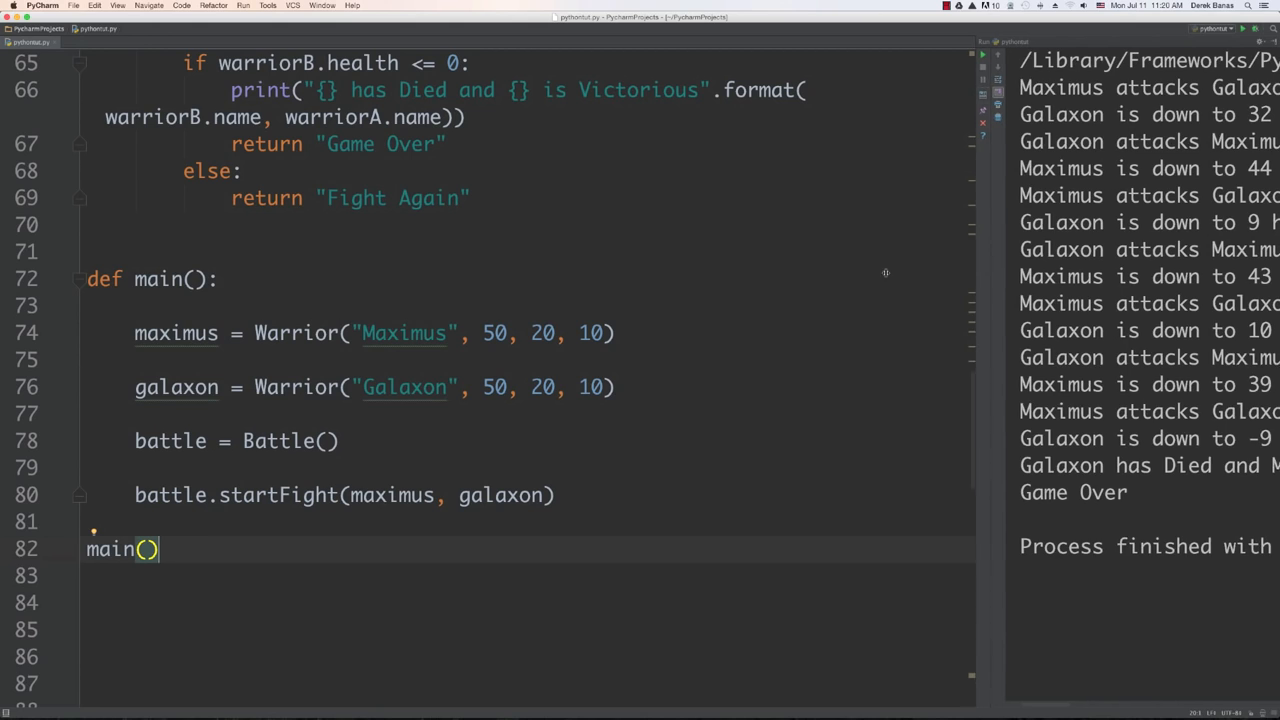 PyCharm File Edit View Navigate Code Refactor Run Tools VCS Window Help
10 Mon Jul 11 11:20 AM Derek Banas
pythontut.py - PycharmProjects - [~/PycharmProjects]
PycharmProjects pythontut.py
pythontut
pythontut.py
Run pythontut
65 if warriorB.health <= 0:
66 print("{} has Died and {} is Victorious".format(
warriorB.name, warriorA.name))
67 return "Game Over"
68 else:
69 return "Fight Again"
70
71
72 def main():
73
74 maximus = Warrior("Maximus", 50, 20, 10)
75
76 galaxon = Warrior("Galaxon", 50, 20, 10)
77
78 battle = Battle()
79
80 battle.startFight(maximus, galaxon)
81
82 main()
83
84
85
86
87
/Library/Frameworks/Py
Maximus attacks Galaxo
Galaxon is down to 32
Galaxon attacks Maximu
Maximus is down to 44
Maximus attacks Galaxo
Galaxon is down to 9 h
Galaxon attacks Maximu
Maximus is down to 43
Maximus attacks Galaxo
Galaxon is down to 10
Galaxon attacks Maximu
Maximus is down to 39
Maximus attacks Galaxo
Galaxon is down to -9
Galaxon has Died and M
Game Over
Process finished with
20:1 LF UTF-8